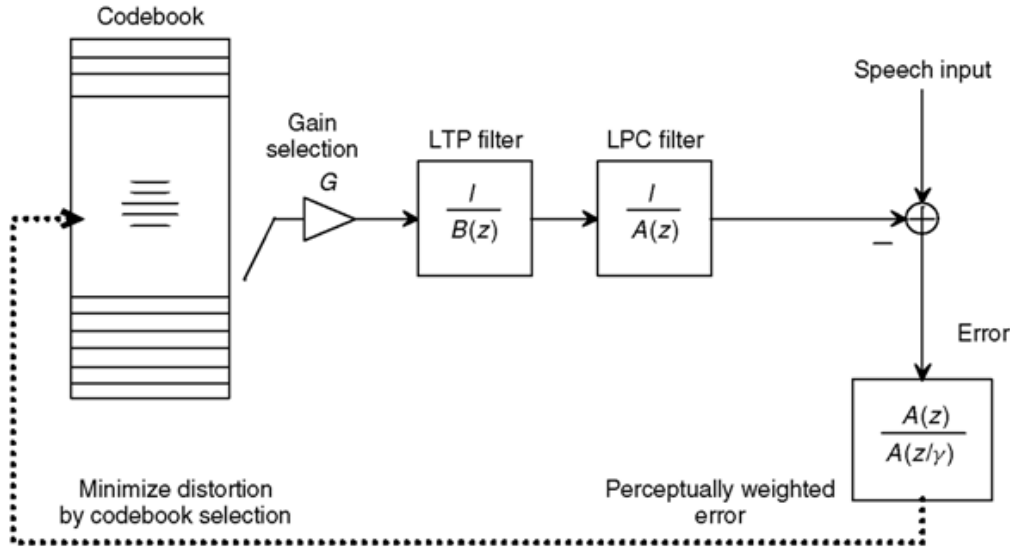 Codebook
Speech input
Gain
selection
G
LTP filter
LPC filter
I
B(z)
I
A(z)
−
Error
A(z)
A(z/γ)
Minimize distortion
by codebook selection
Perceptually weighted
error